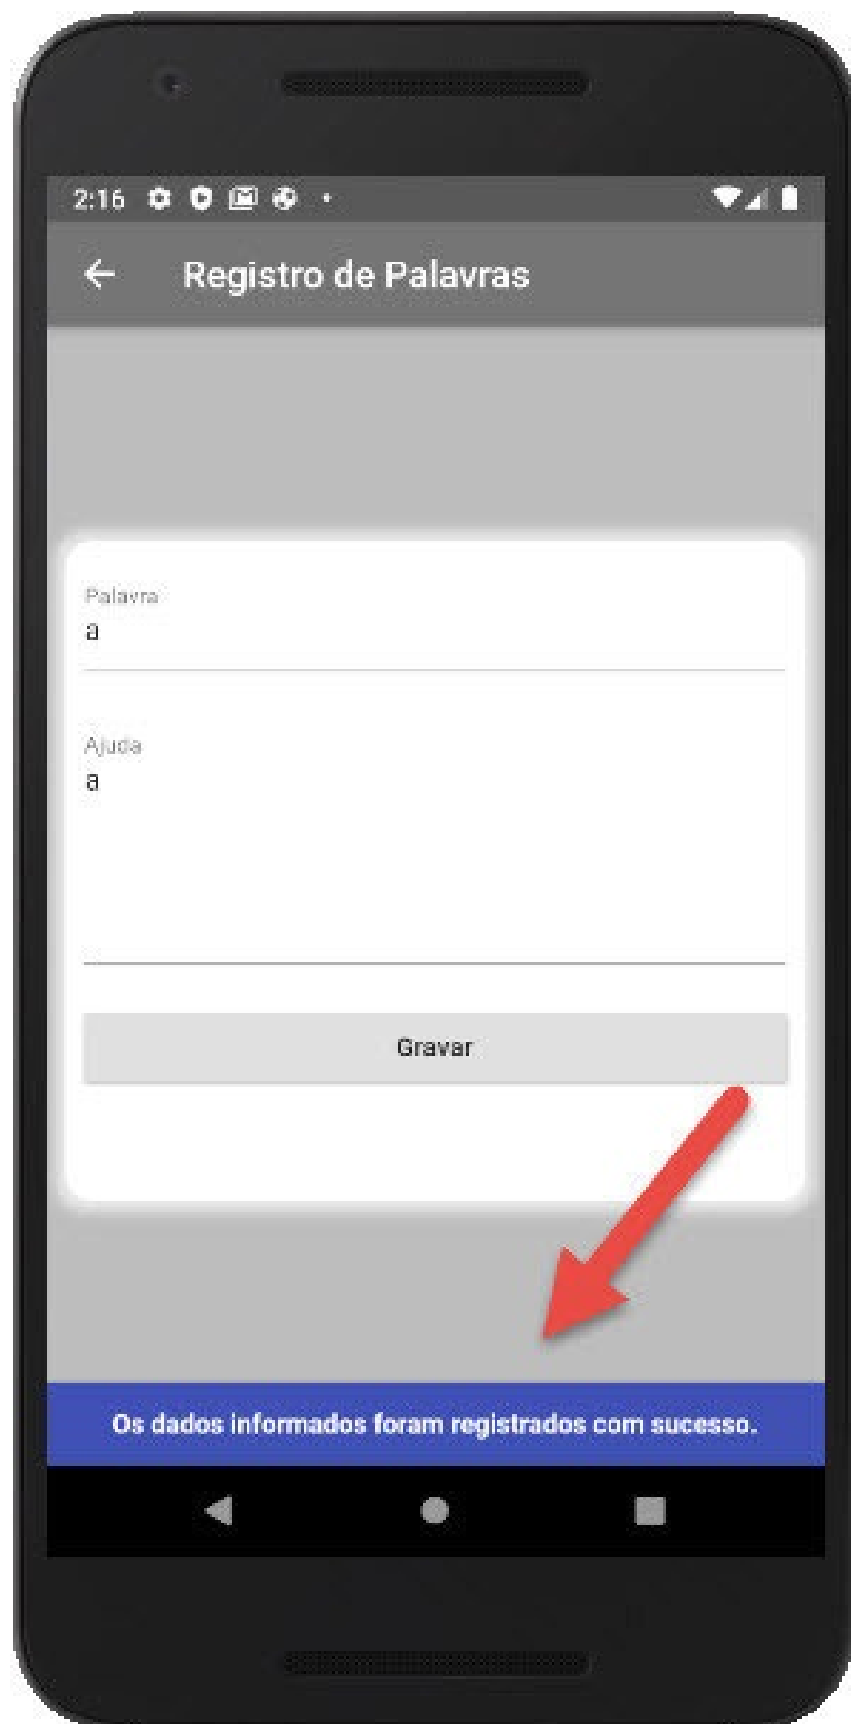 2:16
Registro de Palavras
Palavra
a
Ajuda
a
Gravar
Os dados informados foram registrados com sucesso.